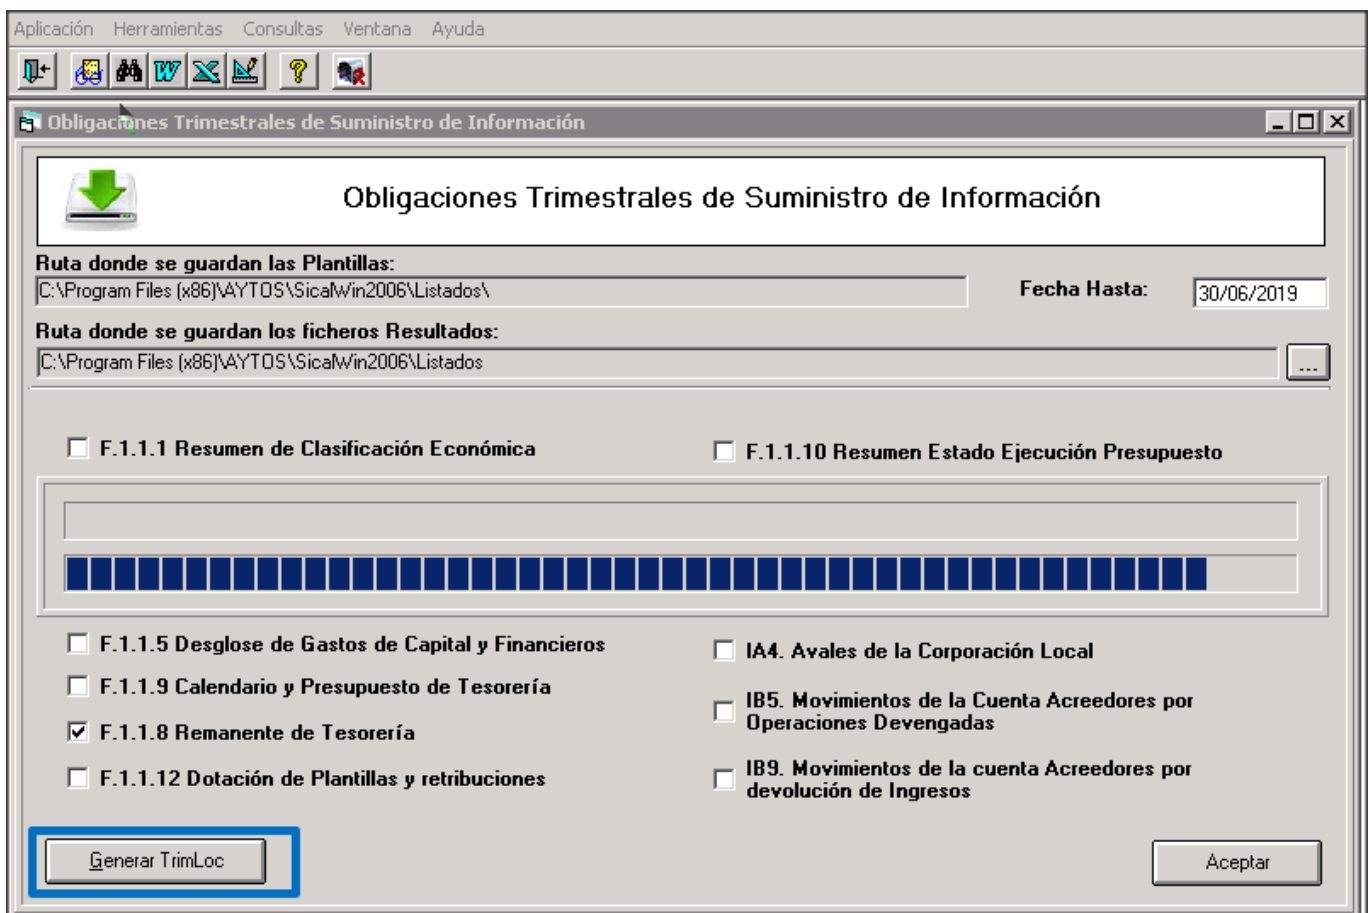 Aplicación Herramientas Consultas Ventana Ayuda
Obligaciones Trimestrales de Suministro de Información
Obligaciones Trimestrales de Suministro de Información
Ruta donde se guardan las Plantillas:
C:\Program Files (x86)\AYTOS\SicalWin2006\Listados\
Fecha Hasta:
30/06/2019
Ruta donde se guardan los ficheros Resultados:
C:\Program Files (x86)\AYTOS\SicalWin2006\Listados
...
F.1.1.1 Resumen de Clasificación Económica
F.1.1.10 Resumen Estado Ejecución Presupuesto
F.1.1.5 Desglose de Gastos de Capital y Financieros
IA4. Avales de la Corporación Local
F.1.1.9 Calendario y Presupuesto de Tesorería
IB5. Movimientos de la Cuenta Acreedores por
Operaciones Devengadas
F.1.1.8 Remanente de Tesorería
F.1.1.12 Dotación de Plantillas y retribuciones
IB9. Movimientos de la cuenta Acreedores por
devolución de Ingresos
Generar TrimLoc
Aceptar